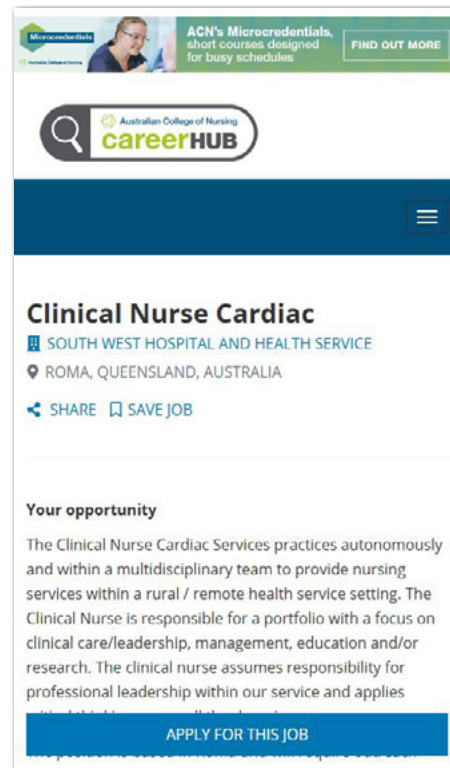 Microcredentials
Australian College of Nursing
ACN's Microcredentials,
short courses designed
for busy schedules
FIND OUT MORE
Australian College of Nursing
careerHUB
Clinical Nurse Cardiac
SOUTH WEST HOSPITAL AND HEALTH SERVICE
ROMA, QUEENSLAND, AUSTRALIA
SHARE SAVE JOB
Your opportunity
The Clinical Nurse Cardiac Services practices autonomously
and within a multidisciplinary team to provide nursing
services within a rural / remote health service setting. The
Clinical Nurse is responsible for a portfolio with a focus on
clinical care/leadership, management, education and/or
research. The clinical nurse assumes responsibility for
professional leadership within our service and applies
APPLY FOR THIS JOB